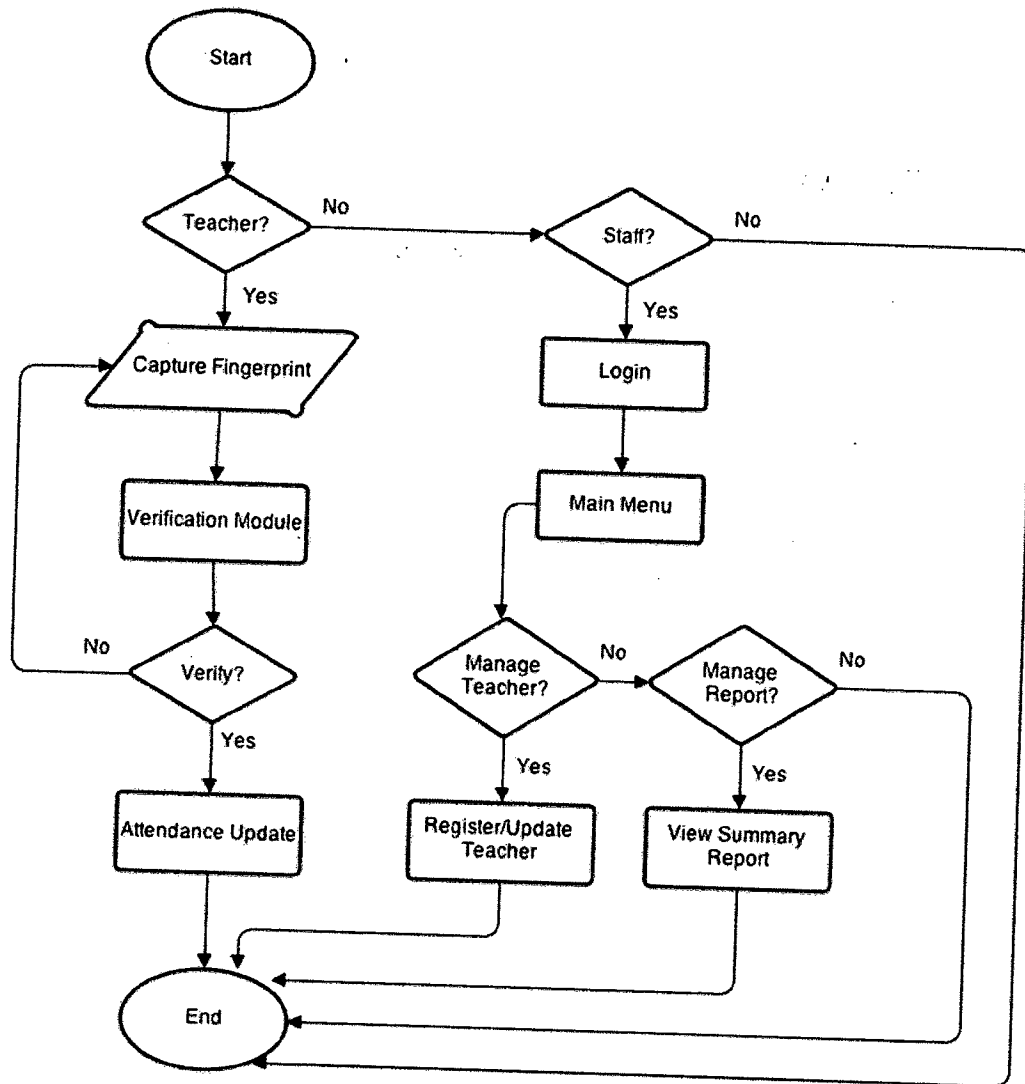 Start
Teacher?
No
Staff?
No
Yes
Yes
Capture Fingerprint
Login
Verification Module
Main Menu
No
Verify?
Manage
Teacher?
No
Manage
Report?
No
Yes
Yes
Yes
Attendance Update
Register/Update
Teacher
View Summary
Report
End